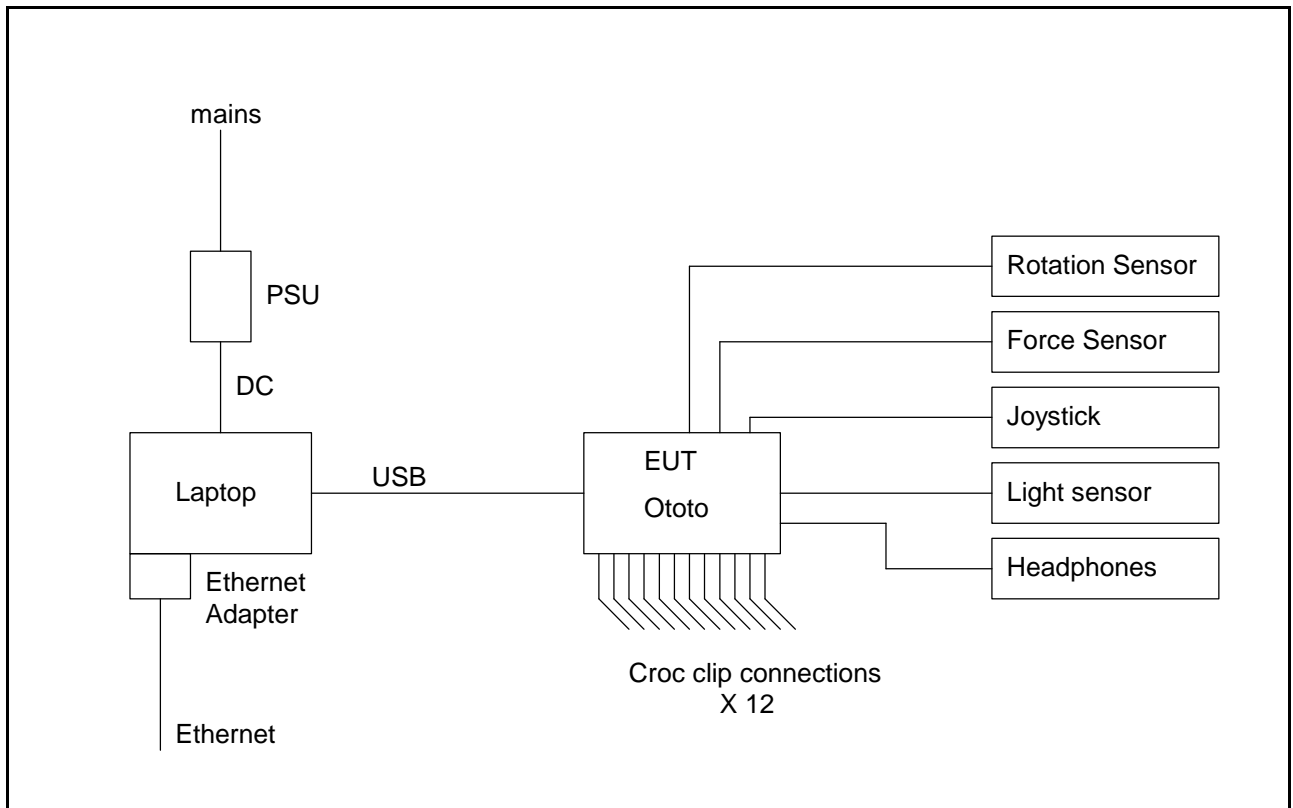 mains
PSU
DC
Laptop
USB
Ethernet
Adapter
Ethernet
EUT
Ototo
Croc clip connections
X 12
Rotation Sensor
Force Sensor
Joystick
Light sensor
Headphones